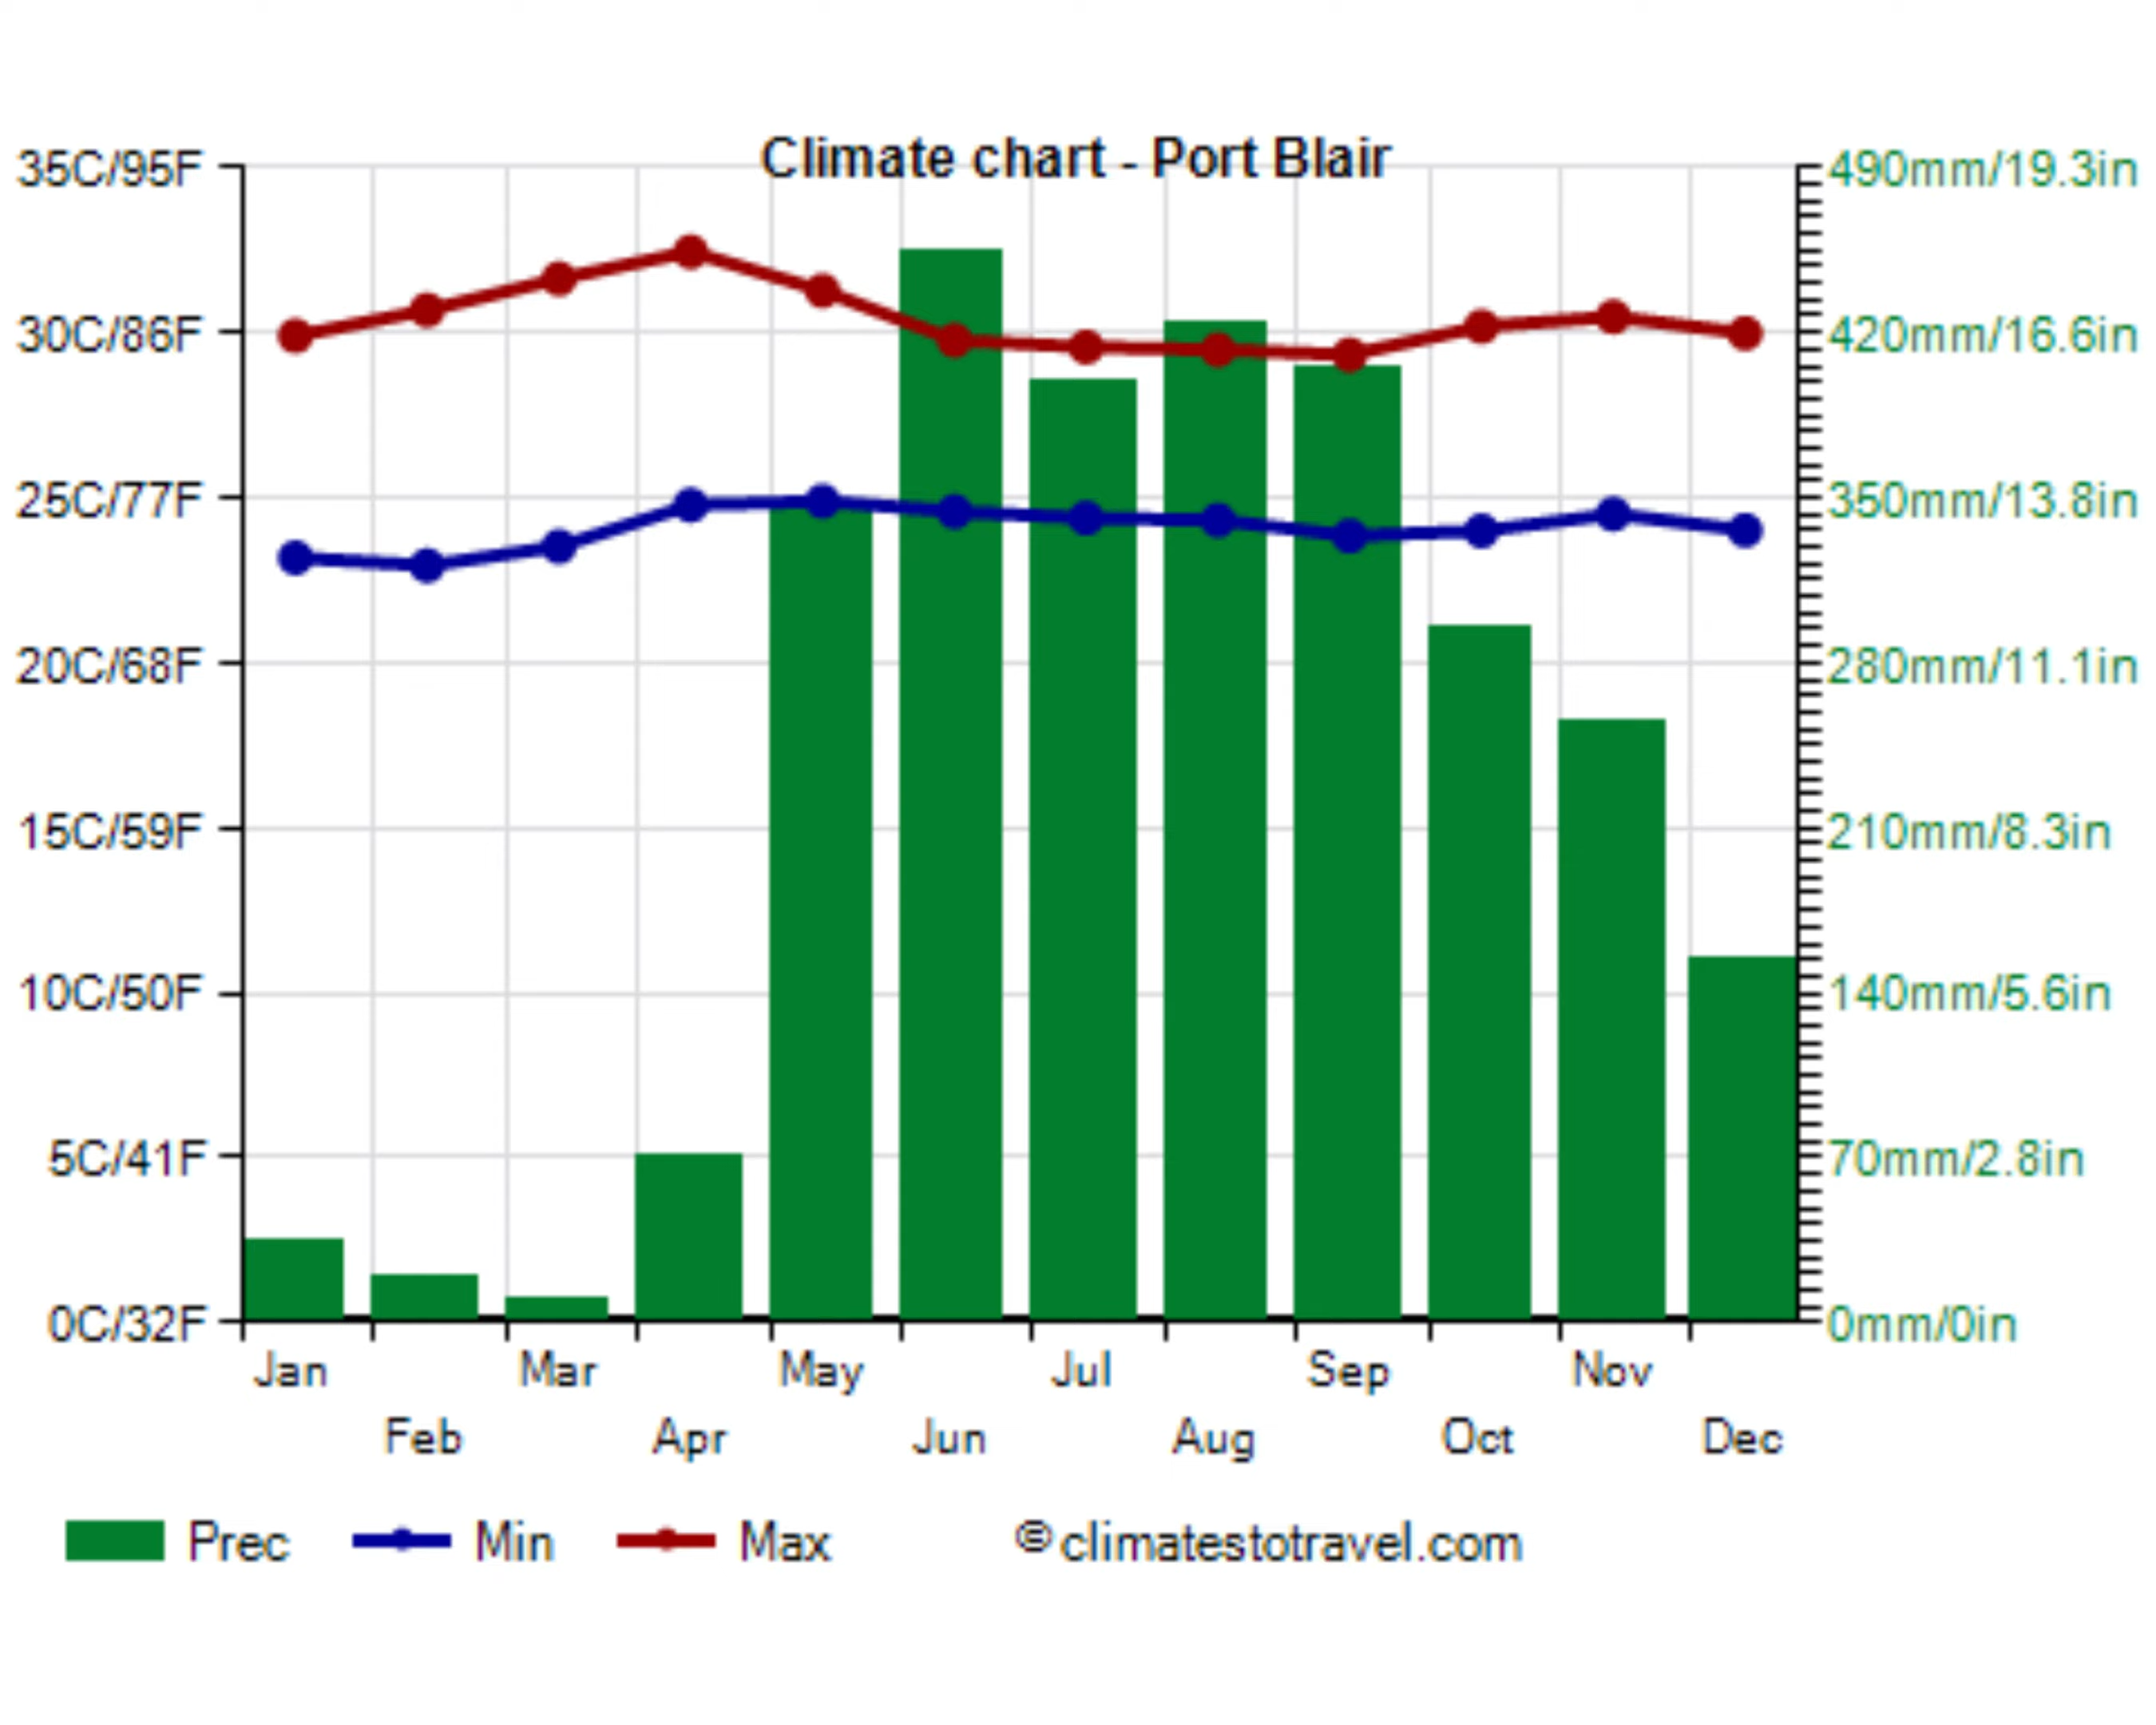 Climate chart - Port Blair
35C/95F
30C/86F
25C/77F
20C/68F
15C/59F
10C/50F
5C/41F
0C/32F
490mm/19.3in
420mm/16.6in
350mm/13.8in
280mm/11.1in
210mm/8.3in
140mm/5.6in
70mm/2.8in
0mm/0in
Jan Mar May Jul Sep Nov
Feb Apr Jun Aug Oct Dec
Prec Min Max ©climatestotravel.com